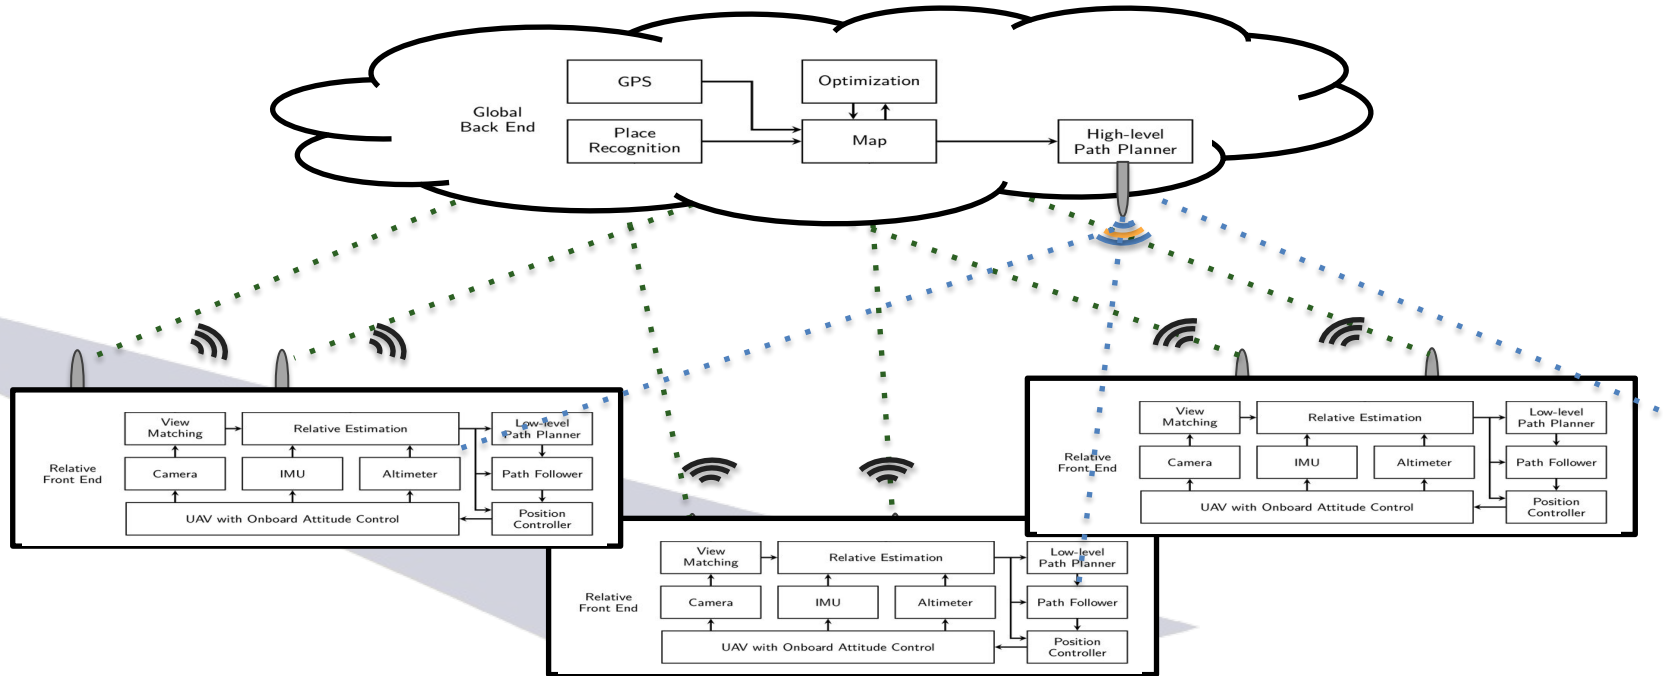 Global
Back End
GPS
Optimization
Place
Recognition
Map
High-level
Path Planner
Relative
Front End
View
Matching
Relative Estimation
Low-level
Path Planner
Camera
IMU
Altimeter
Path Follower
UAV with Onboard Attitude Control
Position
Controller
Relative
Front End
View
Matching
Relative Estimation
Low-level
Path Planner
Camera
IMU
Altimeter
Path Follower
UAV with Onboard Attitude Control
Position
Controller
Relative
Front End
View
Matching
Relative Estimation
Low-level
Path Planner
Camera
IMU
Altimeter
Path Follower
UAV with Onboard Attitude Control
Position
Controller